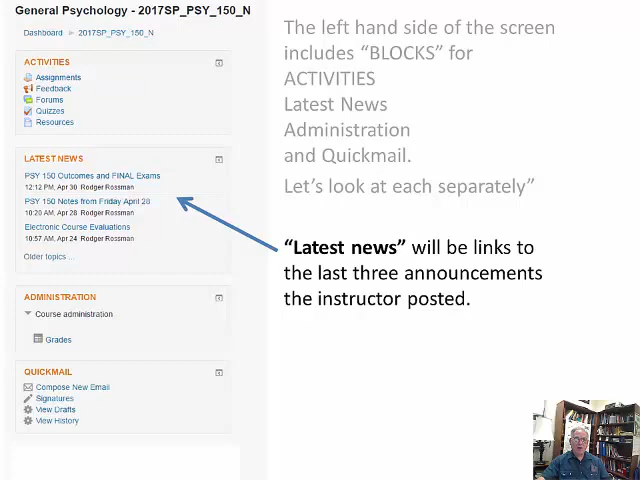 General Psychology - 2017SP_PSY_150_N
Dashboard ▸ 2017SP_PSY_150_N
ACTIVITIES
Assignments
Feedback
Forums
Quizzes
Resources
LATEST NEWS
PSY 150 Outcomes and FINAL Exams
12:12 PM, Apr 30 Rodger Rossman
PSY 150 Notes from Friday April 28
10:20 AM, Apr 28 Rodger Rossman
Electronic Course Evaluations
10:57 AM, Apr 24 Rodger Rossman
Older topics ...
ADMINISTRATION
Course administration
Grades
QUICKMAIL
Compose New Email
Signatures
View Drafts
View History
The left hand side of the screen
includes “BLOCKS” for
ACTIVITIES
Latest News
Administration
and Quickmail.
Let’s look at each separately”
“Latest news” will be links to
the last three announcements
the instructor posted.